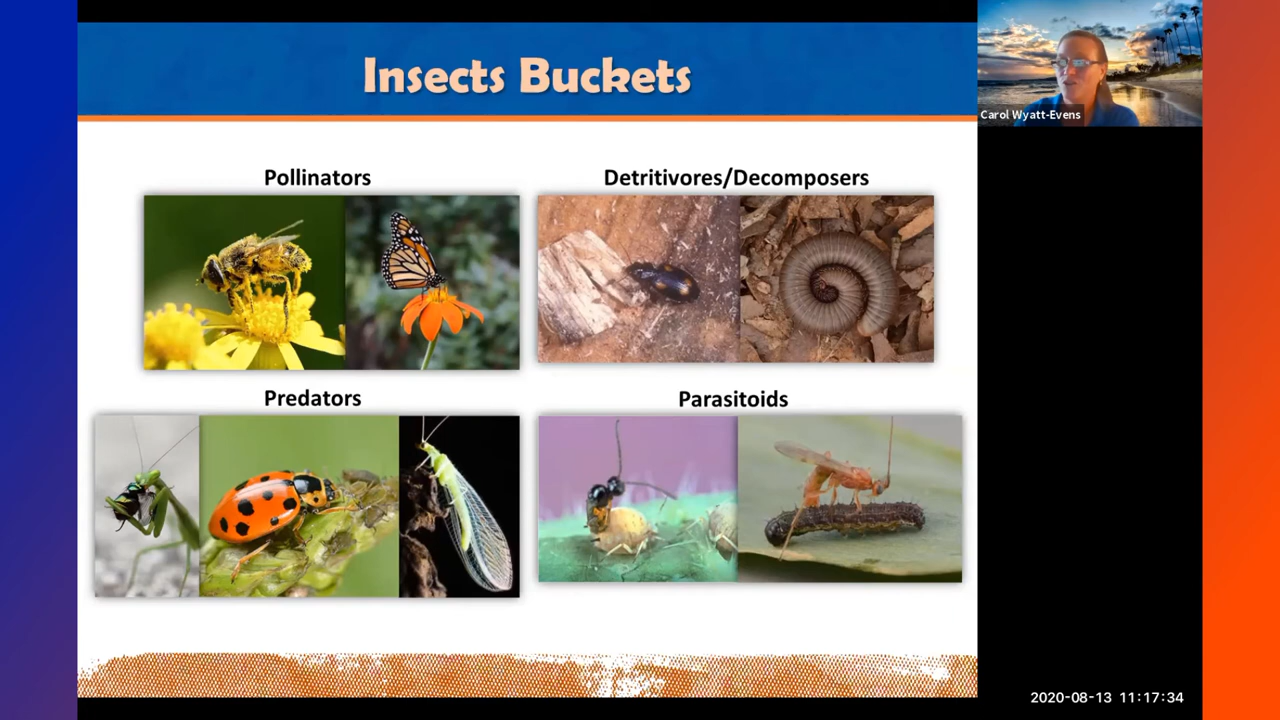 Insects Buckets
Carol Wyatt-Evens
Pollinators
Detritivores/Decomposers
Predators
Parasitoids
2020-08-13 11:17:34